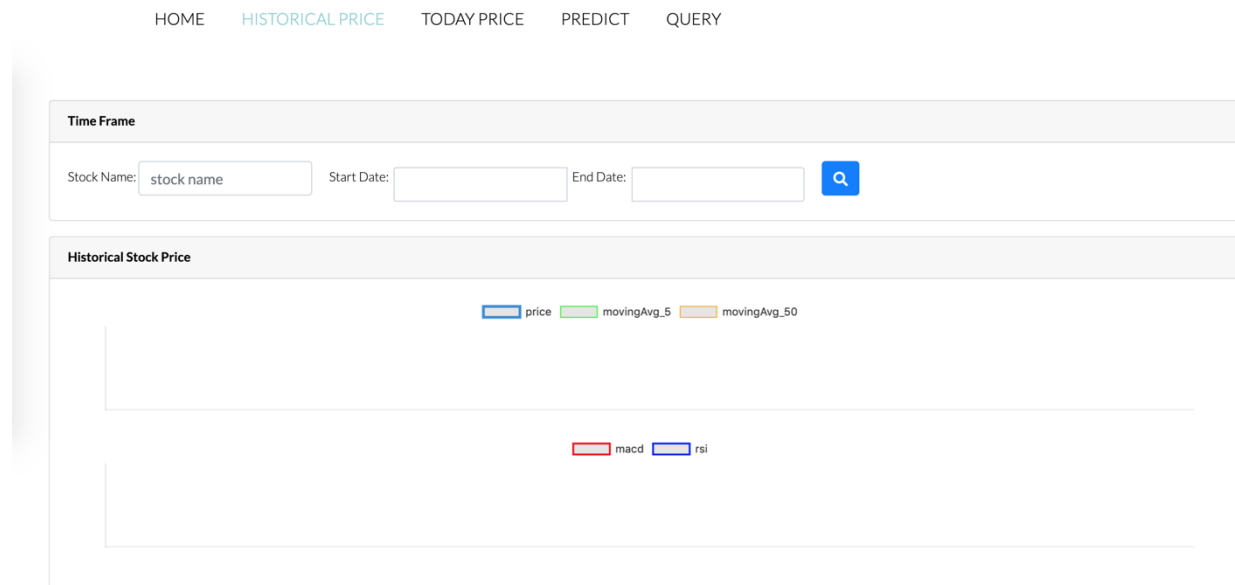 HOME HISTORICAL PRICE TODAY PRICE PREDICT QUERY
Time Frame
Stock Name: stock name Start Date: End Date:
Historical Stock Price
price movingAvg_5 movingAvg_50
macd rsi